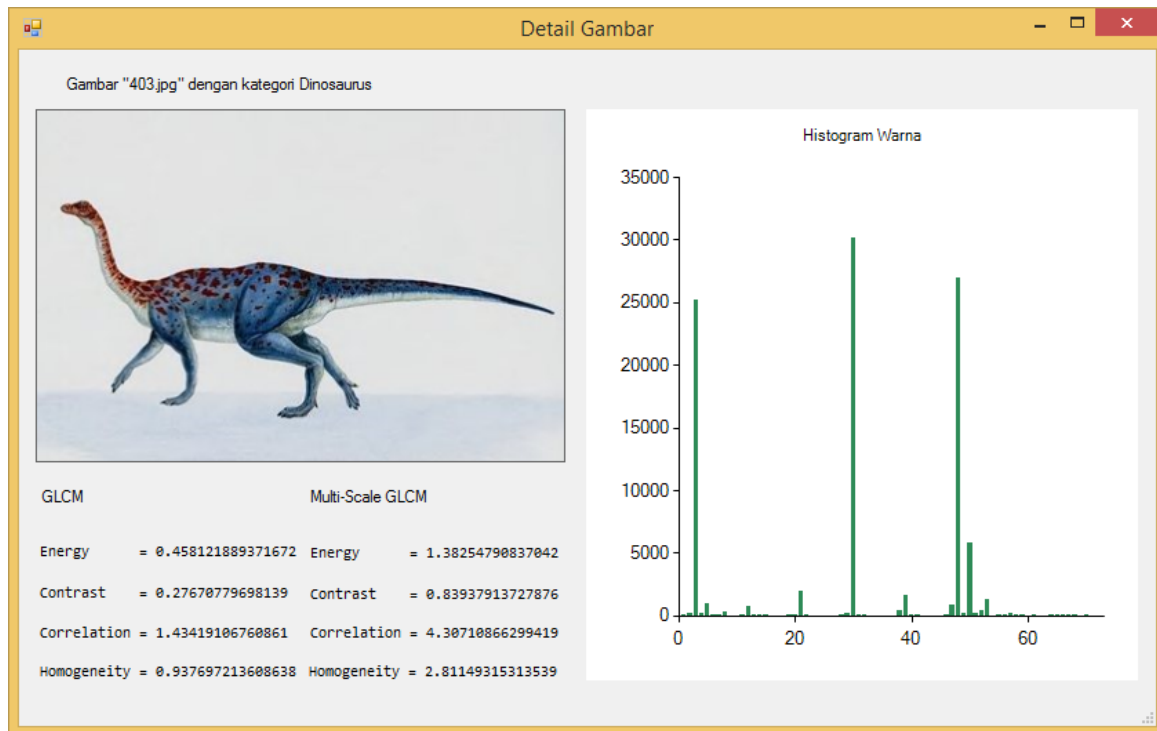 Detail Gambar
Gambar "403.jpg" dengan kategori Dinosaurus
Histogram Warna
35000
30000
25000
20000
15000
10000
5000
0
0 20 40 60
GLCM Multi-Scale GLCM
Energy = 0.458121889371672 Energy = 1.38254790837042
Contrast = 0.27670779698139 Contrast = 0.83937913727876
Correlation = 1.43419106760861 Correlation = 4.30710866299419
Homogeneity = 0.937697213608638 Homogeneity = 2.81149315313539